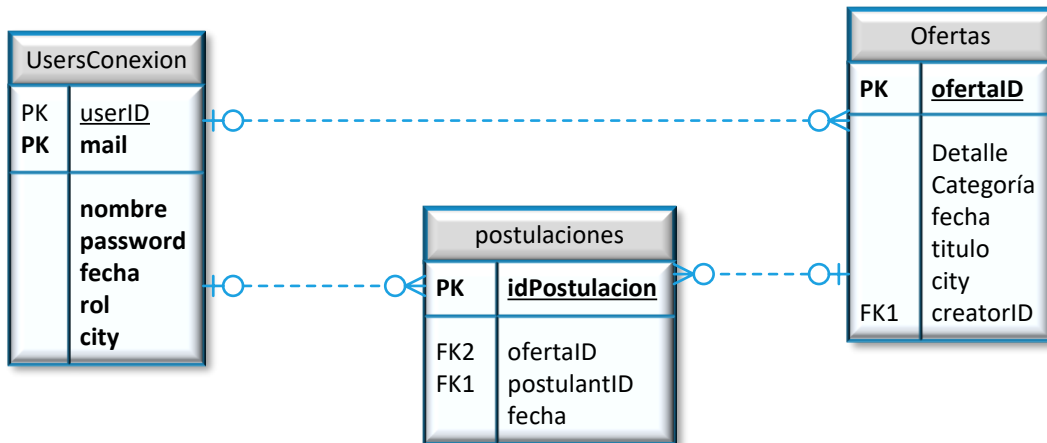 UsersConexion
PK userID
PK mail
nombre
password
fecha
rol
city
postulaciones
PK idPostulacion
FK2 ofertaID
FK1 postulantID
fecha
Ofertas
PK ofertaID
Detalle
Categoría
fecha
titulo
city
FK1 creatorID